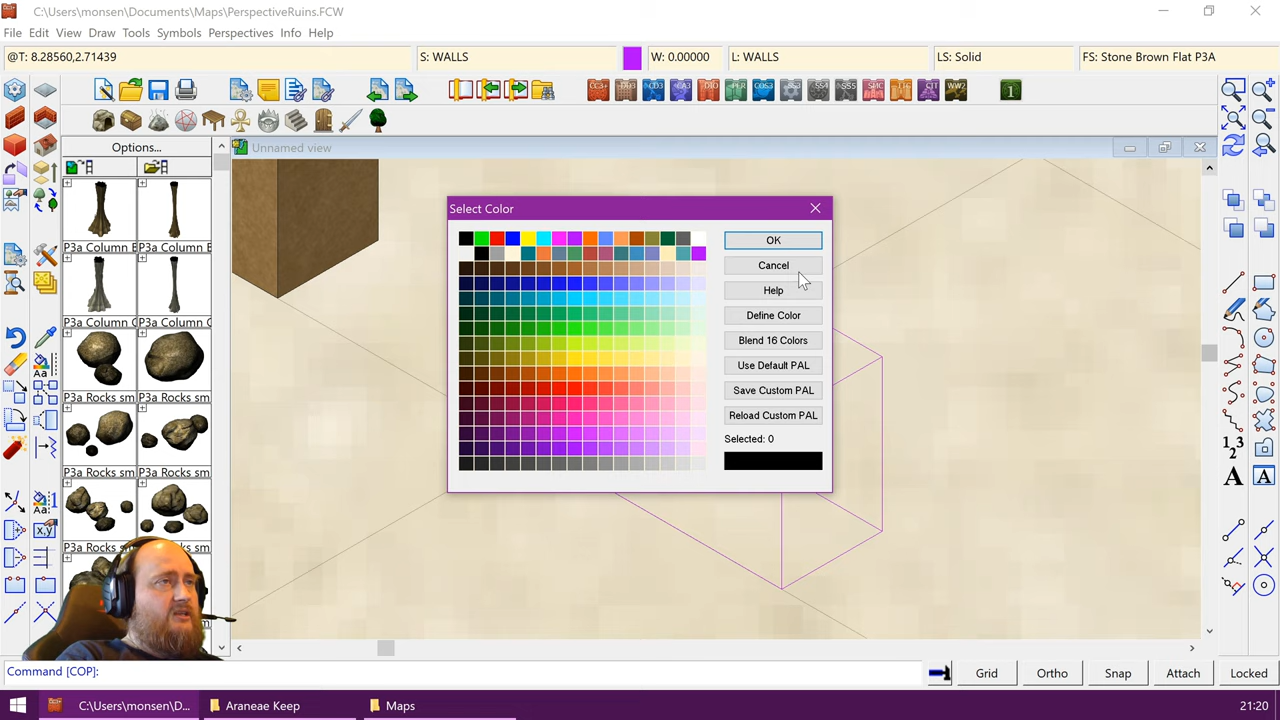 C:\Users\monsen\Documents\Maps\PerspectiveRuins.FCW
File Edit View Draw Tools Symbols Perspectives Info Help
@T: 8.28560,2.71439 S: WALLS W: 0.00000 L: WALLS LS: Solid FS: Stone Brown Flat P3A
Options...
Unnamed view
P3a Column E P3a Column E
P3a Column C P3a Column C
P3a Rocks sm P3a Rocks sm
P3a Rocks sm P3a Rocks sm
P3a Rocks sm P3a Rocks sm
Select Color
OK
Cancel
Help
Define Color
Blend 16 Colors
Use Default PAL
Save Custom PAL
Reload Custom PAL
Selected: 0
Command [COP]:
Grid Ortho Snap Attach Locked
C:\Users\monsen\D... Araneae Keep Maps 21:20